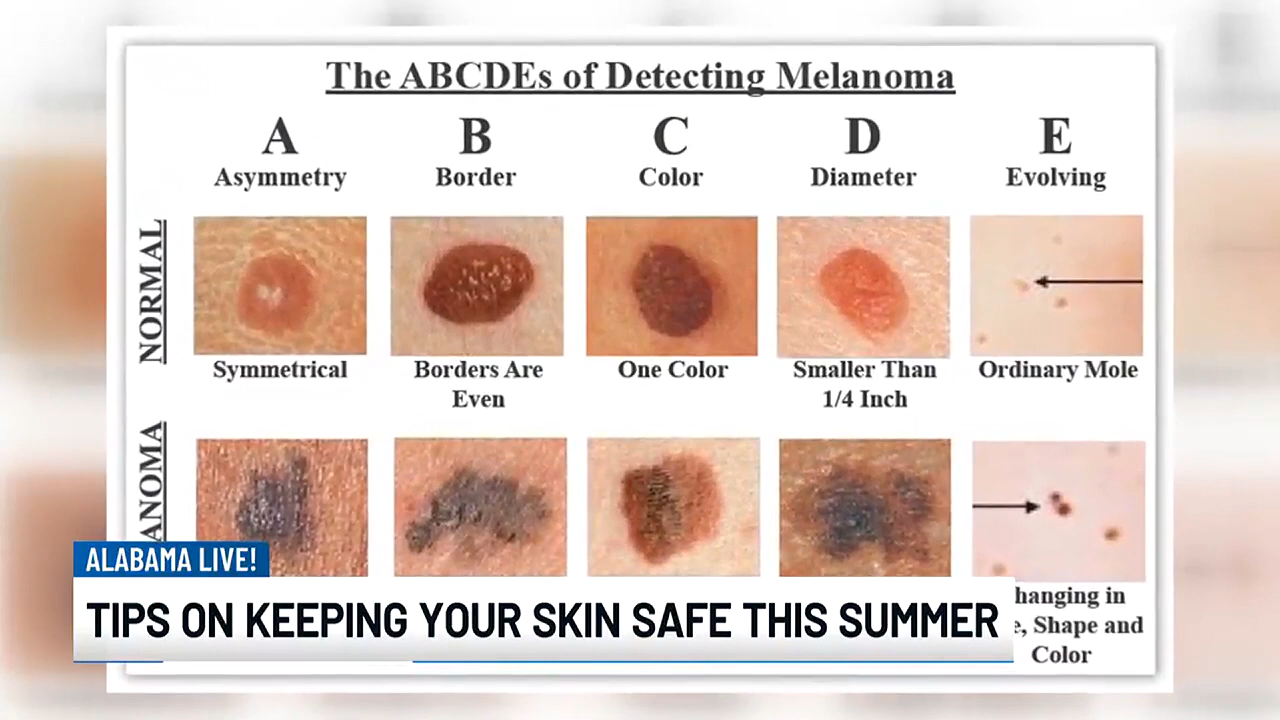 The ABCDEs of Detecting Melanoma
A B C D E
Asymmetry Border Color Diameter Evolving
NORMAL
Symmetrical Borders Are Even One Color Smaller Than 1/4 Inch Ordinary Mole
ANOMA
ALABAMA LIVE!
TIPS ON KEEPING YOUR SKIN SAFE THIS SUMMER
hanging in
e, Shape and
Color